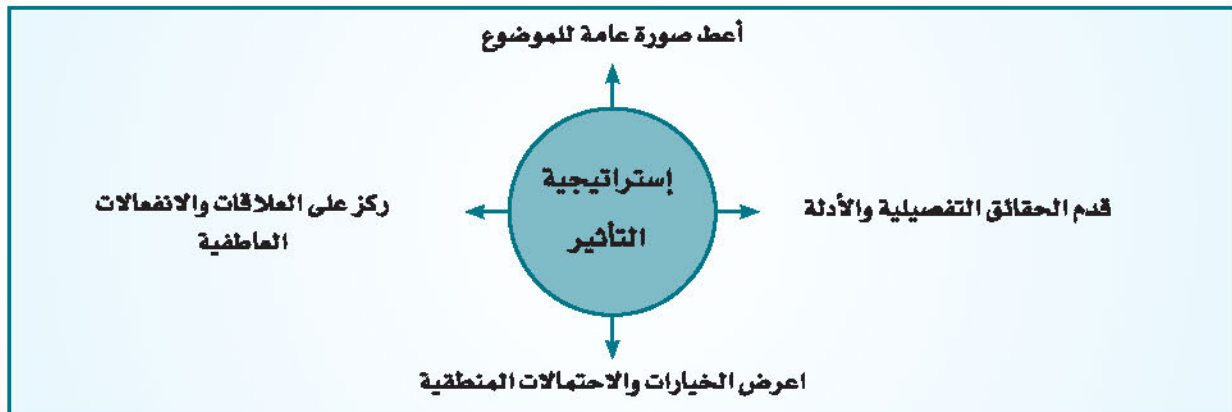 أعط صورة عامة للموضوع
إستراتيجية
التأثير
قدم الحقائق التفصيلية والأدلة
ركز على العلاقات والانفعالات
العاطفية
اعرض الخيارات والاحتمالات المنطقية